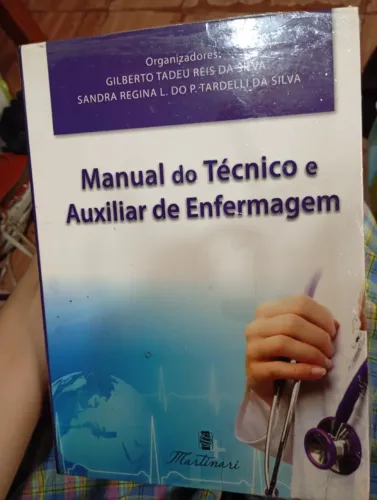 Organizadores:
GILBERTO TADEU REIS DA SILVA
SANDRA REGINA L. DO P. TARDELLI DA SILVA
Manual do Técnico e
Auxiliar de Enfermagem
Martinari